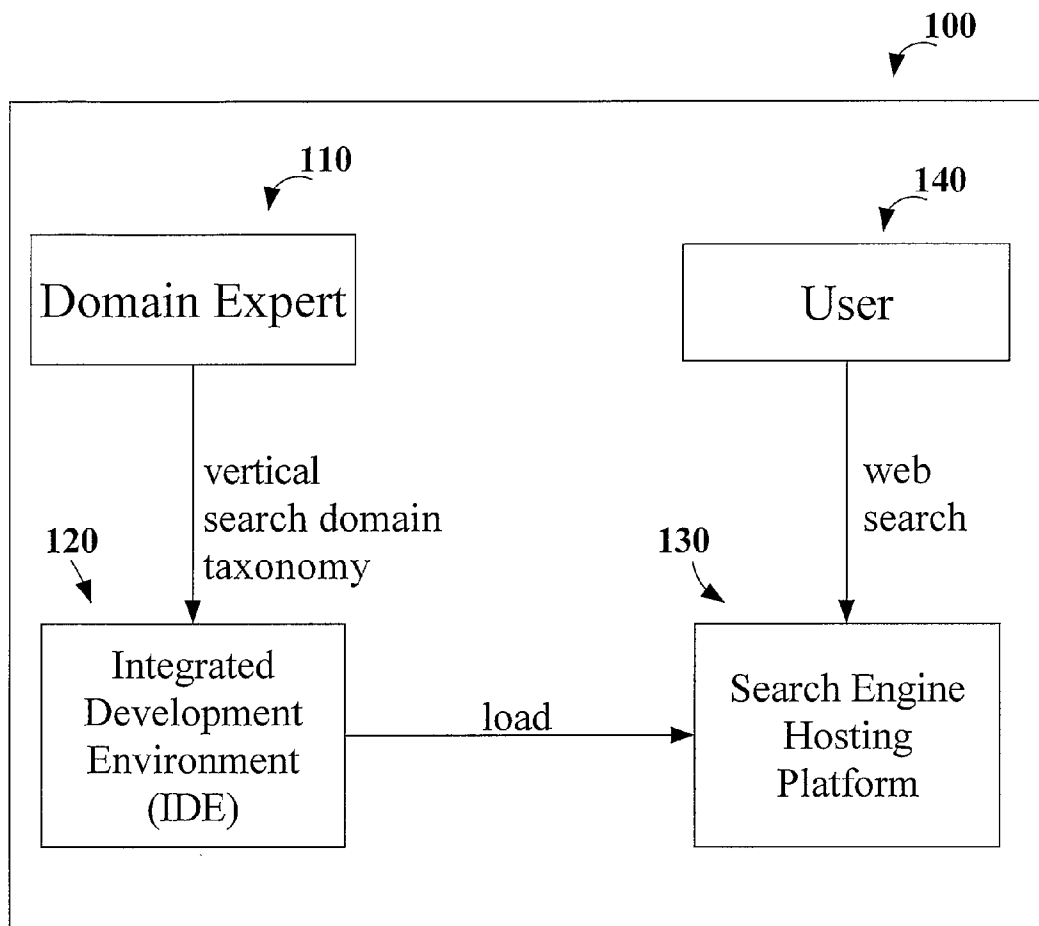 100
110
140
Domain Expert
User
vertical
search domain
taxonomy
web
search
120
130
Integrated
Development
Environment
(IDE)
load
Search Engine
Hosting
Platform